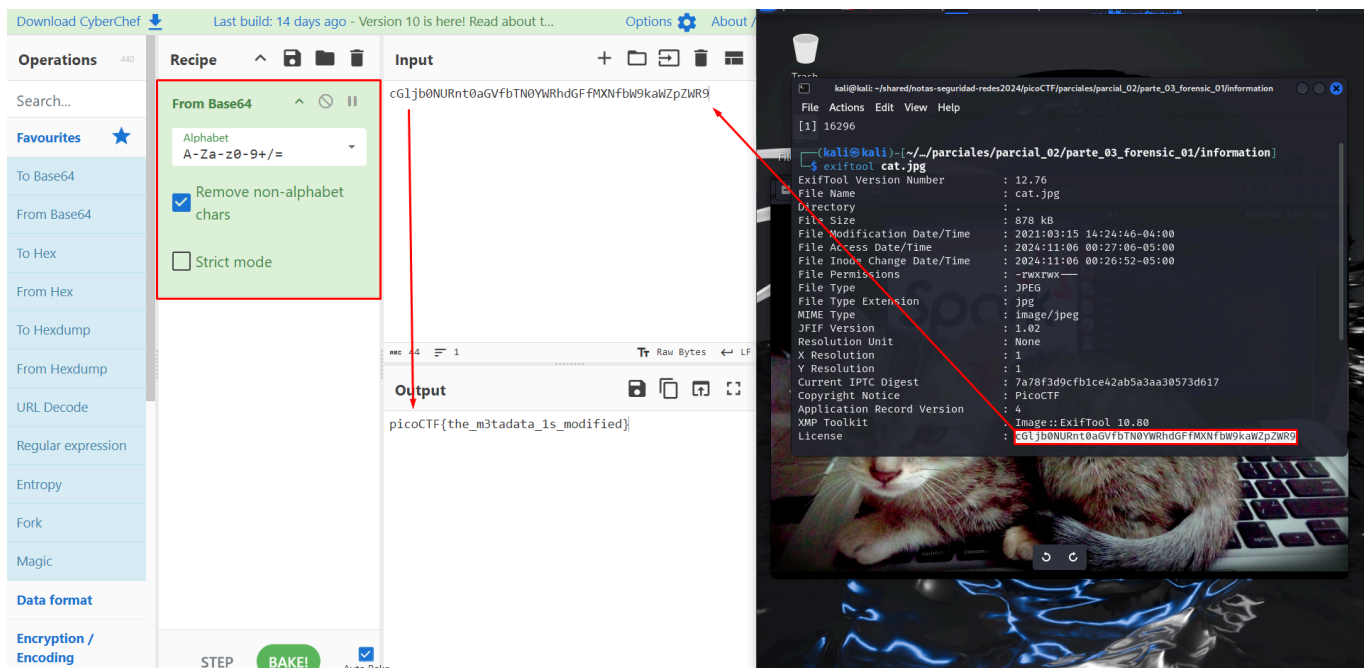 Download CyberChef
Last build: 14 days ago - Version 10 is here! Read about t...
Options
About /
Operations
440
Search...
Favourites
To Base64
From Base64
To Hex
From Hex
To Hexdump
From Hexdump
URL Decode
Regular expression
Entropy
Fork
Magic
Data format
Encryption /
Encoding
Recipe
From Base64
Alphabet
A-Za-z0-9+/=
Remove non-alphabet
chars
Strict mode
STEP
BAKE!
Auto Bake
Input
cGljb0NURnt0aGVfbTN0YWRhdGFfMXNfbW9kaWZpZWR9
44
1
Raw Bytes
LF
Output
picoCTF{the_m3tadata_1s_modified}
Trash
kali@kali: ~/shared/notas-seguridad-redes2024/picoCTF/parciales/parcial_02/parte_03_forensic_01/information
File Actions Edit View Help
[1] 16296
(kali㉿kali)-[~/…/parciales/parcial_02/parte_03_forensic_01/information]
$ exiftool cat.jpg
ExifTool Version Number : 12.76
File Name : cat.jpg
Directory : .
File Size : 878 kB
File Modification Date/Time : 2021:03:15 14:24:46-04:00
File Access Date/Time : 2024:11:06 00:27:06-05:00
File Inode Change Date/Time : 2024:11:06 00:26:52-05:00
File Permissions : -rwxrwx---
File Type : JPEG
File Type Extension : jpg
MIME Type : image/jpeg
JFIF Version : 1.02
Resolution Unit : None
X Resolution : 1
Y Resolution : 1
Current IPTC Digest : 7a78f3d9cfb1ce42ab5a3aa30573d617
Copyright Notice : PicoCTF
Application Record Version : 4
XMP Toolkit : Image::ExifTool 10.80
License : cGljb0NURnt0aGVfbTN0YWRhdGFfMXNfbW9kaWZpZWR9